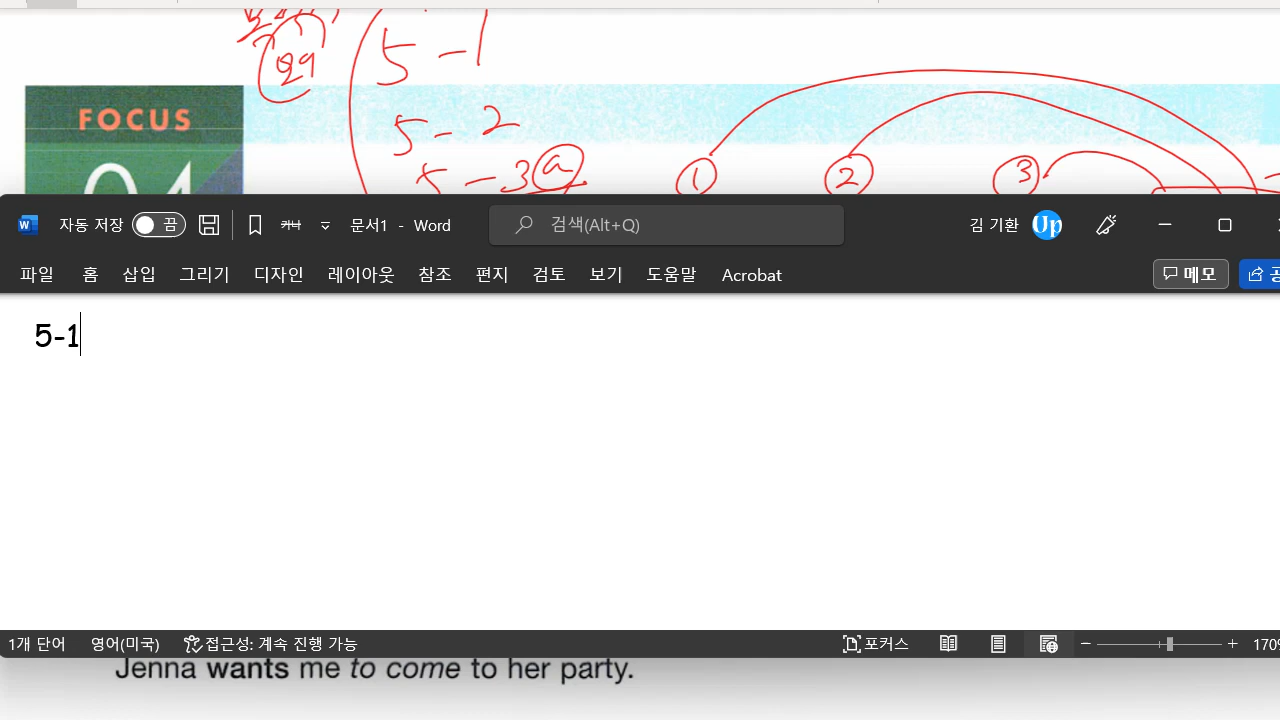 5-1
FOCUS
5-2
5-3 a
① ② ③
자동 저장 끔 가나 문서1 - Word 검색(Alt+Q) 김 기환 Up
파일 홈 삽입 그리기 디자인 레이아웃 참조 편지 검토 보기 도움말 Acrobat 메모
5-1
1개 단어 영어(미국) 접근성: 계속 진행 가능 포커스 - + 170%
Jenna wants me to come to her party.